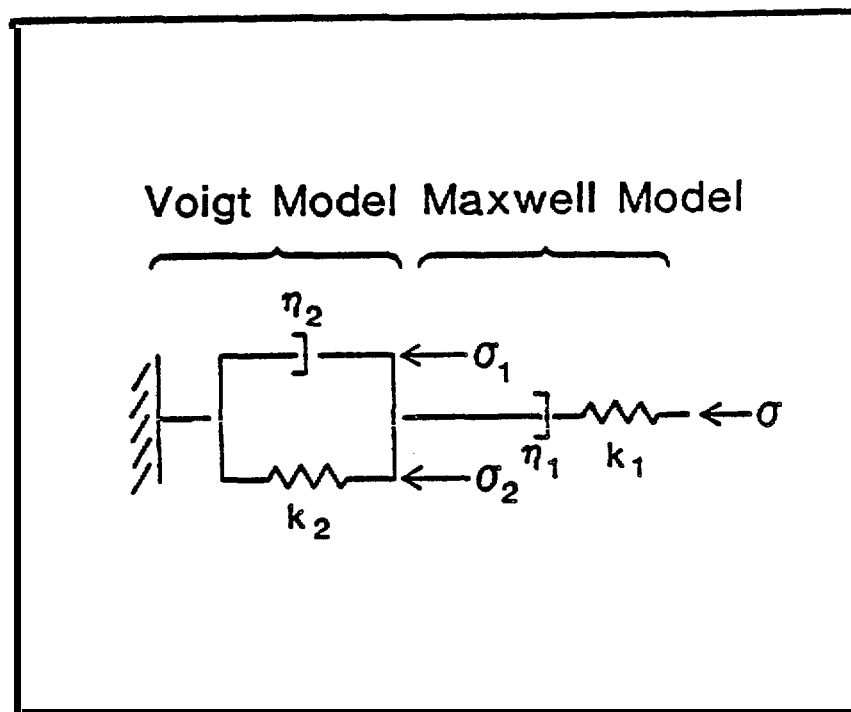 Voigt Model Maxwell Model
η₂
σ₁
σ
η₁ k₁
σ₂
k₂